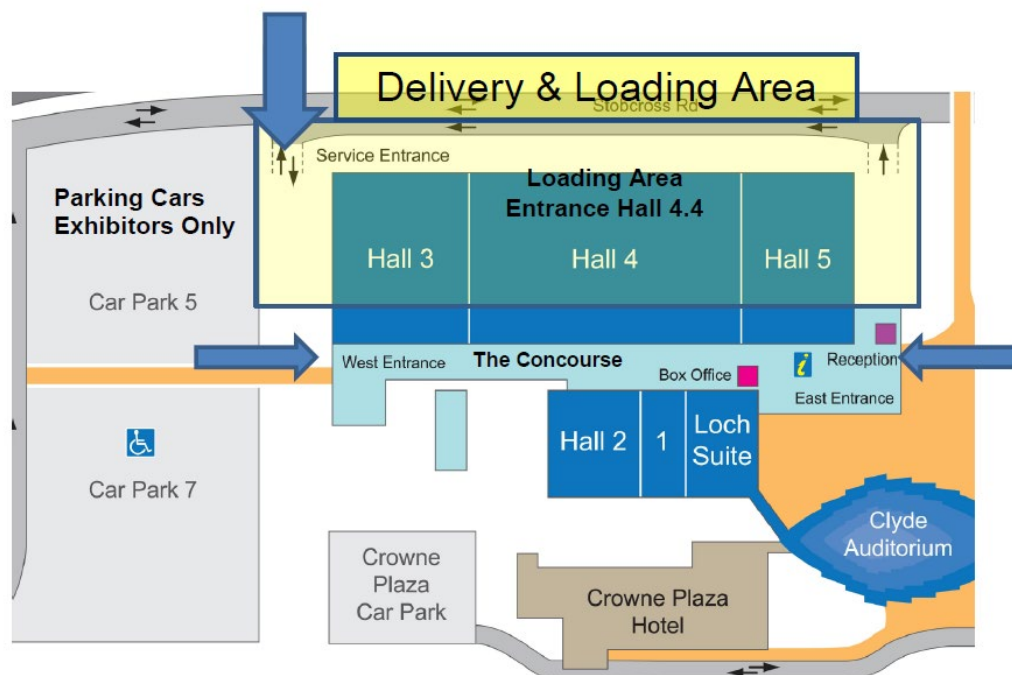 Delivery & Loading Area
Stobcross Rd
Service Entrance
Loading Area
Entrance Hall 4.4
Parking Cars
Exhibitors Only
Hall 3
Hall 4
Hall 5
Car Park 5
West Entrance
The Concourse
Box Office
i
Reception
East Entrance
Hall 2
1
Loch
Suite
Car Park 7
Clyde
Auditorium
Crowne
Plaza
Car Park
Crowne Plaza
Hotel